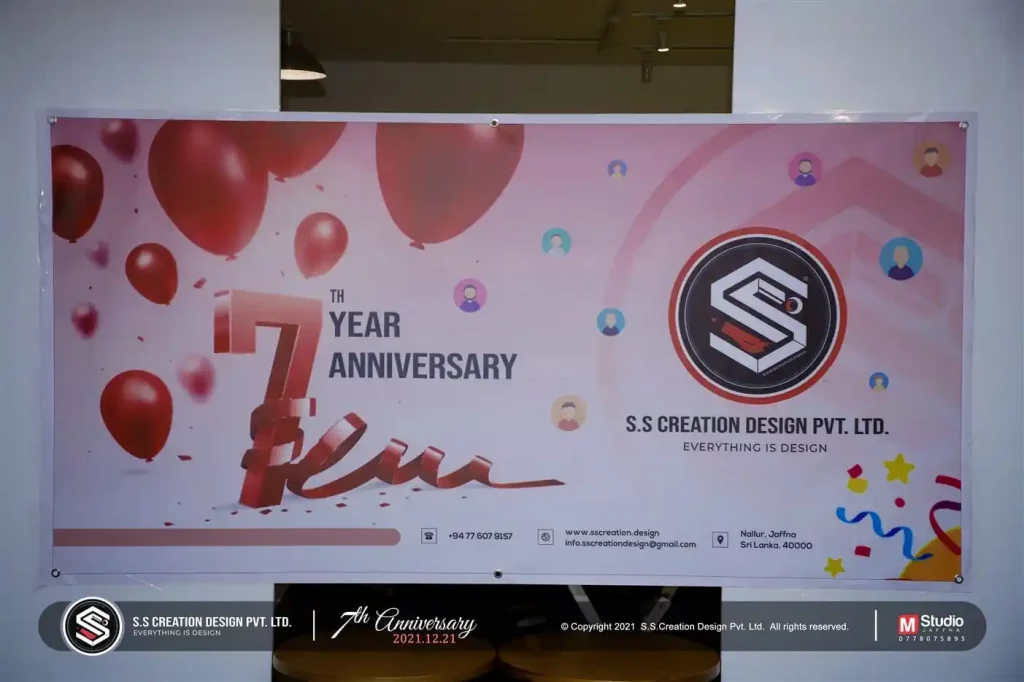 7
TH
YEAR
ANNIVERSARY
S.S CREATION DESIGN PVT. LTD.
EVERYTHING IS DESIGN
+94 77 607 9157
www.sscreation.design
info.sscreationdesign@gmail.com
Nallur, Jaffna
Sri Lanka, 40000
S.S CREATION DESIGN PVT. LTD.
EVERYTHING IS DESIGN
7th Anniversary
2021.12.21
© Copyright 2021 S.S.Creation Design Pvt. Ltd. All rights reserved.
M Studio
JAFFNA
0778075895